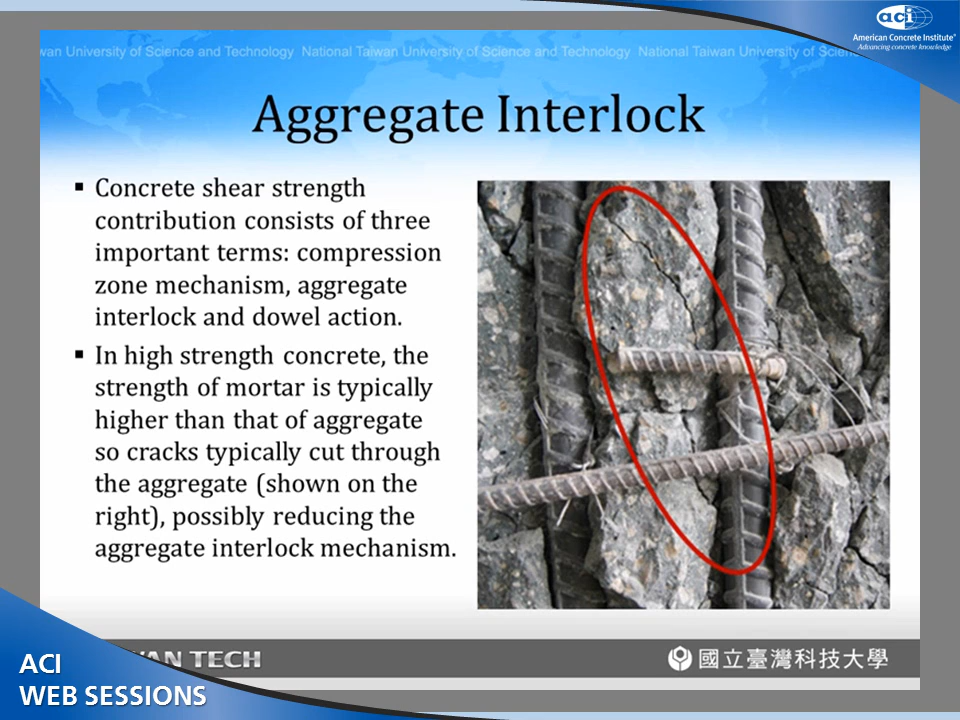 aci
American Concrete Institute®
Advancing concrete knowledge
wan University of Science and Technology National Taiwan University of Science and Technology National Taiwan University of
Aggregate Interlock
▪ Concrete shear strength
contribution consists of three
important terms: compression
zone mechanism, aggregate
interlock and dowel action.
▪ In high strength concrete, the
strength of mortar is typically
higher than that of aggregate
so cracks typically cut through
the aggregate (shown on the
right), possibly reducing the
aggregate interlock mechanism.
WAN TECH
國立臺灣科技大學
ACI
WEB SESSIONS